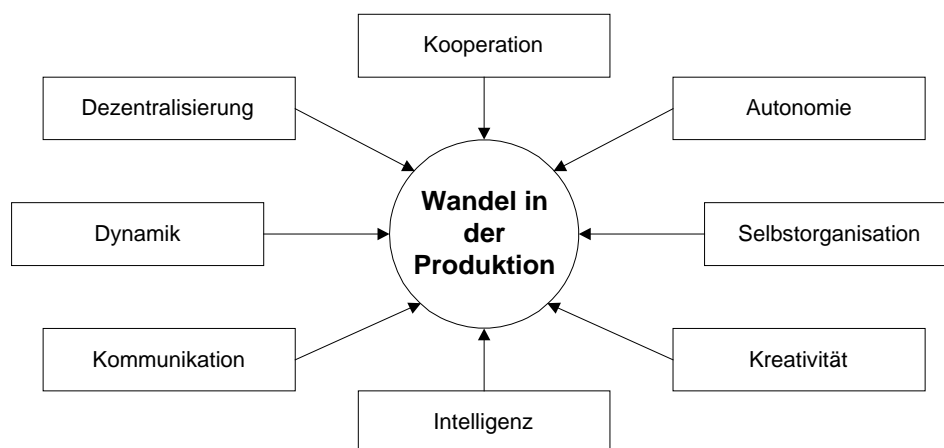 Kooperation
Dezentralisierung
Autonomie
Wandel in
der
Produktion
Dynamik
Selbstorganisation
Kommunikation
Kreativität
Intelligenz